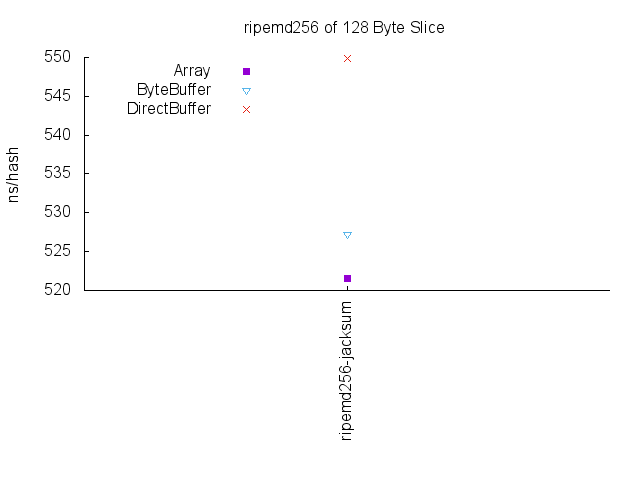 ripemd256 of 128 Byte Slice
550
545
540
535
530
525
520
ns/hash
Array
ByteBuffer
DirectBuffer
ripemd256-jacksum